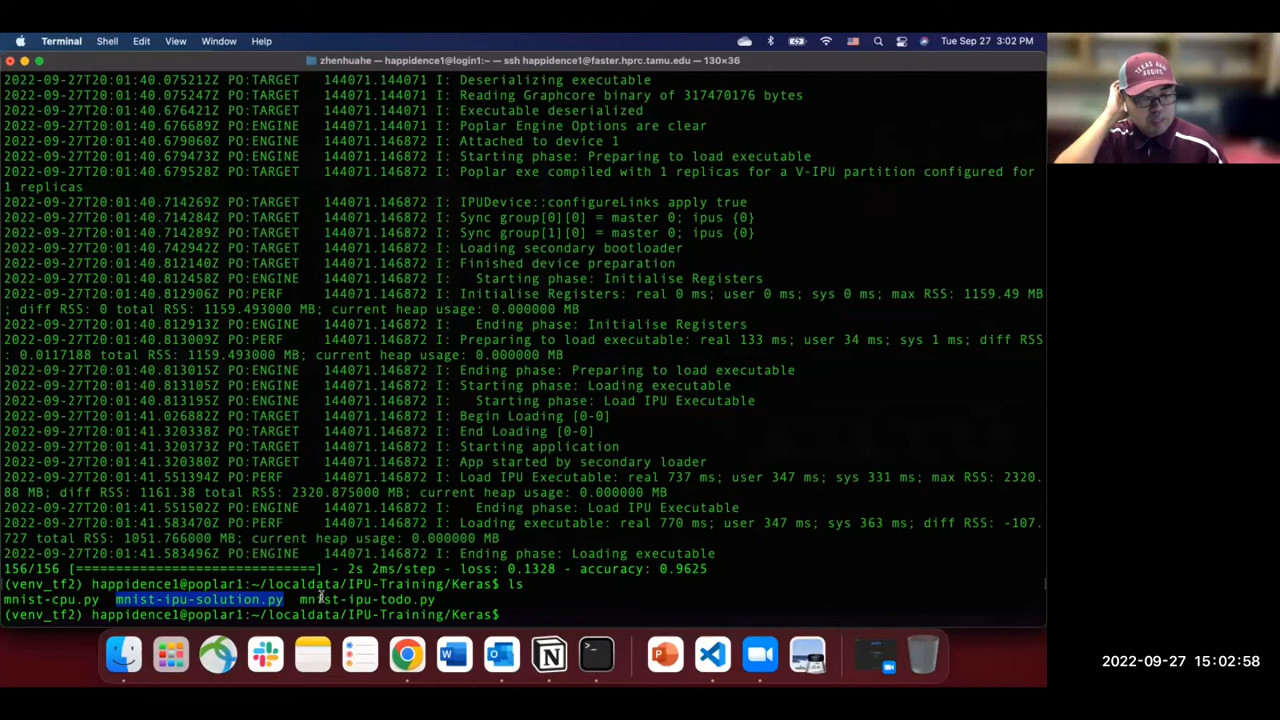 Terminal Shell Edit View Window Help Tue Sep 27 3:02 PM
zhenhuahe — happidence1@login1:~ — ssh happidence1@faster.hprc.tamu.edu — 130×36
2022-09-27T20:01:40.075212Z PO:TARGET 144071.144071 I: Deserializing executable
2022-09-27T20:01:40.075247Z PO:TARGET 144071.144071 I: Reading Graphcore binary of 317470176 bytes
2022-09-27T20:01:40.676421Z PO:TARGET 144071.146872 I: Executable deserialized
2022-09-27T20:01:40.676689Z PO:ENGINE 144071.146872 I: Poplar Engine Options are clear
2022-09-27T20:01:40.679060Z PO:ENGINE 144071.146872 I: Attached to device 1
2022-09-27T20:01:40.679473Z PO:ENGINE 144071.146872 I: Starting phase: Preparing to load executable
2022-09-27T20:01:40.679528Z PO:TARGET 144071.146872 I: Poplar exe compiled with 1 replicas for a V-IPU partition configured for
1 replicas
2022-09-27T20:01:40.714269Z PO:TARGET 144071.146872 I: IPUDevice::configureLinks apply true
2022-09-27T20:01:40.714284Z PO:TARGET 144071.146872 I: Sync group[0][0] = master 0; ipus {0}
2022-09-27T20:01:40.714289Z PO:TARGET 144071.146872 I: Sync group[1][0] = master 0; ipus {0}
2022-09-27T20:01:40.742942Z PO:TARGET 144071.146872 I: Loading secondary bootloader
2022-09-27T20:01:40.812140Z PO:TARGET 144071.146872 I: Finished device preparation
2022-09-27T20:01:40.812458Z PO:ENGINE 144071.146872 I: Starting phase: Initialise Registers
2022-09-27T20:01:40.812906Z PO:PERF 144071.146872 I: Initialise Registers: real 0 ms; user 0 ms; sys 0 ms; max RSS: 1159.49 MB
; diff RSS: 0 total RSS: 1159.493000 MB; current heap usage: 0.000000 MB
2022-09-27T20:01:40.812913Z PO:ENGINE 144071.146872 I: Ending phase: Initialise Registers
2022-09-27T20:01:40.813009Z PO:PERF 144071.146872 I: Preparing to load executable: real 133 ms; user 34 ms; sys 1 ms; diff RSS
: 0.0117188 total RSS: 1159.493000 MB; current heap usage: 0.000000 MB
2022-09-27T20:01:40.813015Z PO:ENGINE 144071.146872 I: Ending phase: Preparing to load executable
2022-09-27T20:01:40.813105Z PO:ENGINE 144071.146872 I: Starting phase: Loading executable
2022-09-27T20:01:40.813195Z PO:ENGINE 144071.146872 I: Starting phase: Load IPU Executable
2022-09-27T20:01:41.026882Z PO:TARGET 144071.146872 I: Begin Loading [0-0]
2022-09-27T20:01:41.320338Z PO:TARGET 144071.146872 I: End Loading [0-0]
2022-09-27T20:01:41.320373Z PO:TARGET 144071.146872 I: Starting application
2022-09-27T20:01:41.320380Z PO:TARGET 144071.146872 I: App started by secondary loader
2022-09-27T20:01:41.551394Z PO:PERF 144071.146872 I: Load IPU Executable: real 737 ms; user 347 ms; sys 331 ms; max RSS: 2320.
88 MB; diff RSS: 1161.38 total RSS: 2320.875000 MB; current heap usage: 0.000000 MB
2022-09-27T20:01:41.551502Z PO:ENGINE 144071.146872 I: Ending phase: Load IPU Executable
2022-09-27T20:01:41.583470Z PO:PERF 144071.146872 I: Loading executable: real 770 ms; user 347 ms; sys 363 ms; diff RSS: -107.
727 total RSS: 1051.766000 MB; current heap usage: 0.000000 MB
2022-09-27T20:01:41.583496Z PO:ENGINE 144071.146872 I: Ending phase: Loading executable
156/156 [==============================] - 2s 2ms/step - loss: 0.1328 - accuracy: 0.9625
(venv_tf2) happidence1@poplar1:~/localdata/IPU-Training/Keras$ ls
mnist-cpu.py mnist-ipu-solution.py mnist-ipu-todo.py
(venv_tf2) happidence1@poplar1:~/localdata/IPU-Training/Keras$
TEXAS A&M
AGGIES
2022-09-27 15:02:58